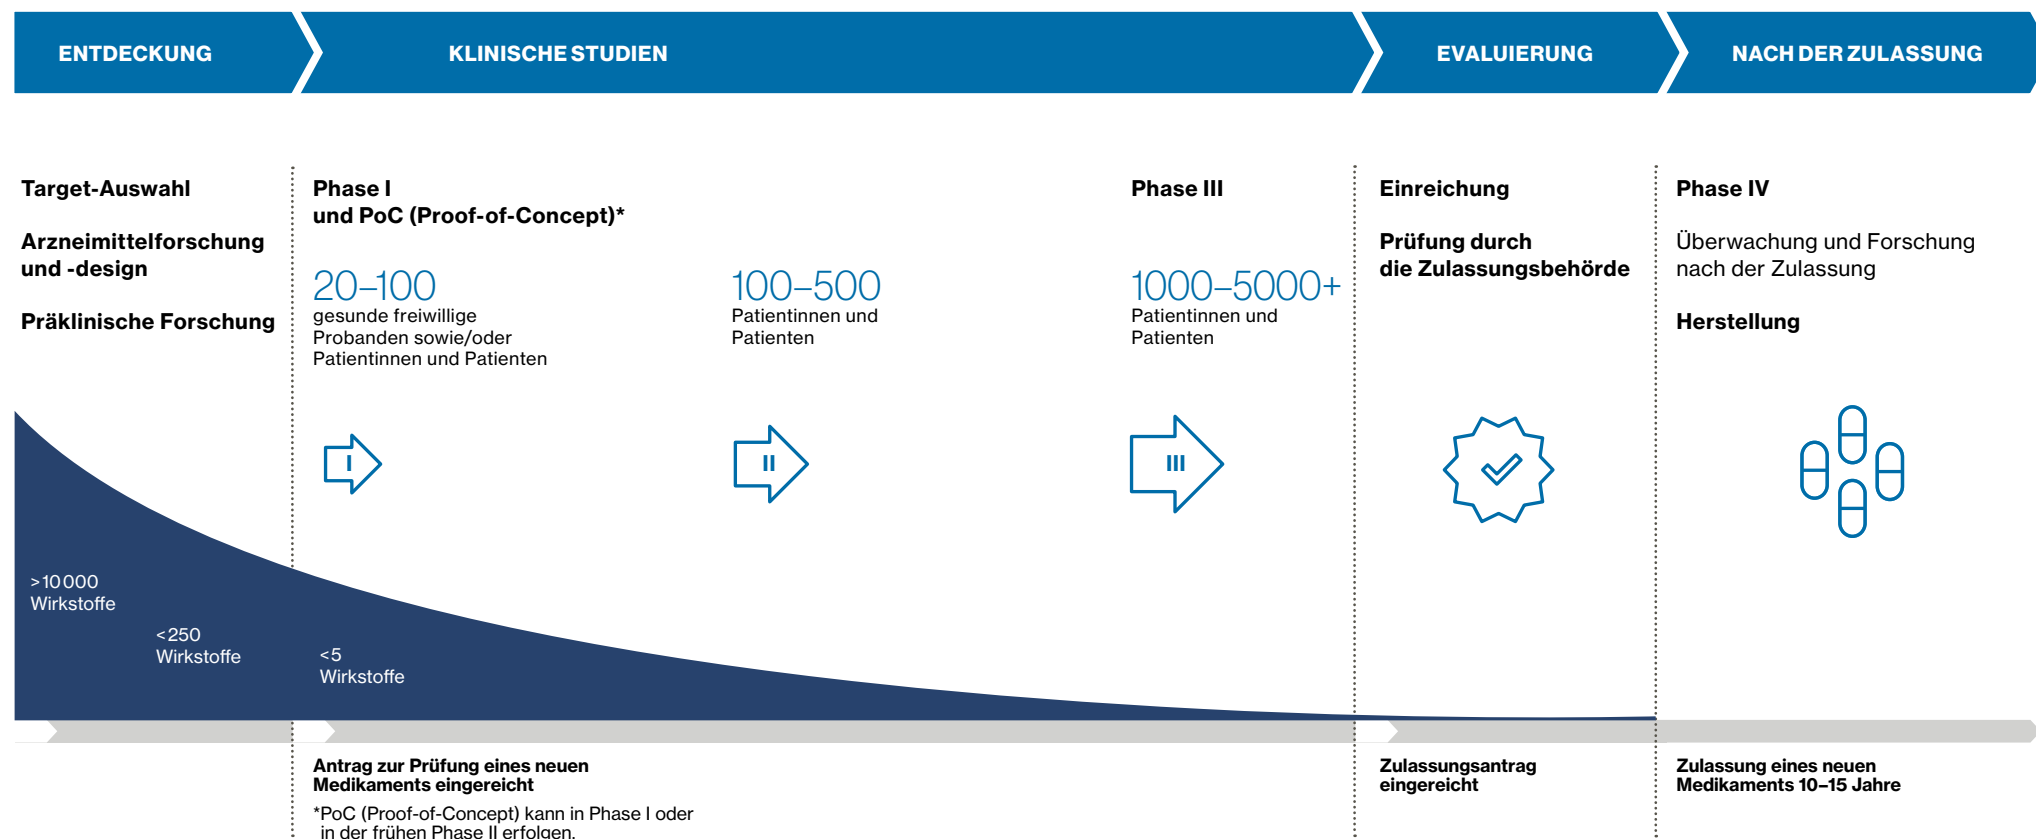 ENTDECKUNG
KLINISCHE STUDIEN
EVALUIERUNG
NACH DER ZULASSUNG
Target-Auswahl
Arzneimittelforschung
und -design
Präklinische Forschung
Phase I
und PoC (Proof-of-Concept)*
20–100
gesunde freiwillige
Probanden sowie/oder
Patientinnen und Patienten
100–500
Patientinnen und
Patienten
Phase III
1000–5000+
Patientinnen und
Patienten
Einreichung
Prüfung durch
die Zulassungsbehörde
Phase IV
Überwachung und Forschung
nach der Zulassung
Herstellung
I
II
III
>10 000
Wirkstoffe
<250
Wirkstoffe
<5
Wirkstoffe
Antrag zur Prüfung eines neuen
Medikaments eingereicht
*PoC (Proof-of-Concept) kann in Phase I oder
in der frühen Phase II erfolgen.
Zulassungsantrag
eingereicht
Zulassung eines neuen
Medikaments 10–15 Jahre